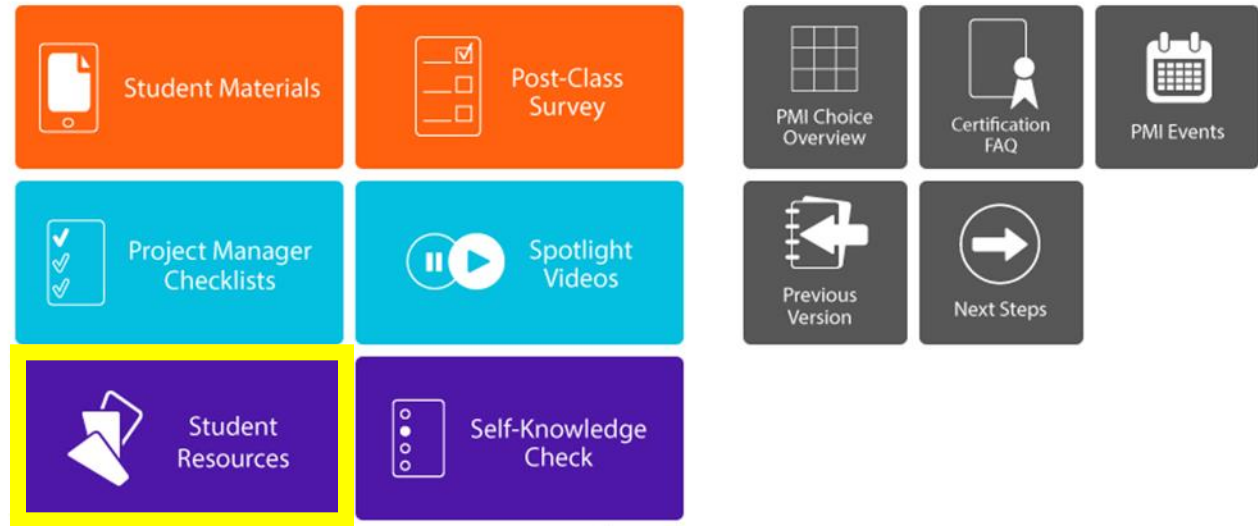 Student Materials
Post-Class
Survey
PMI Choice
Overview
Certification
FAQ
PMI Events
Project Manager
Checklists
Spotlight
Videos
Previous
Version
Next Steps
Student
Resources
Self-Knowledge
Check